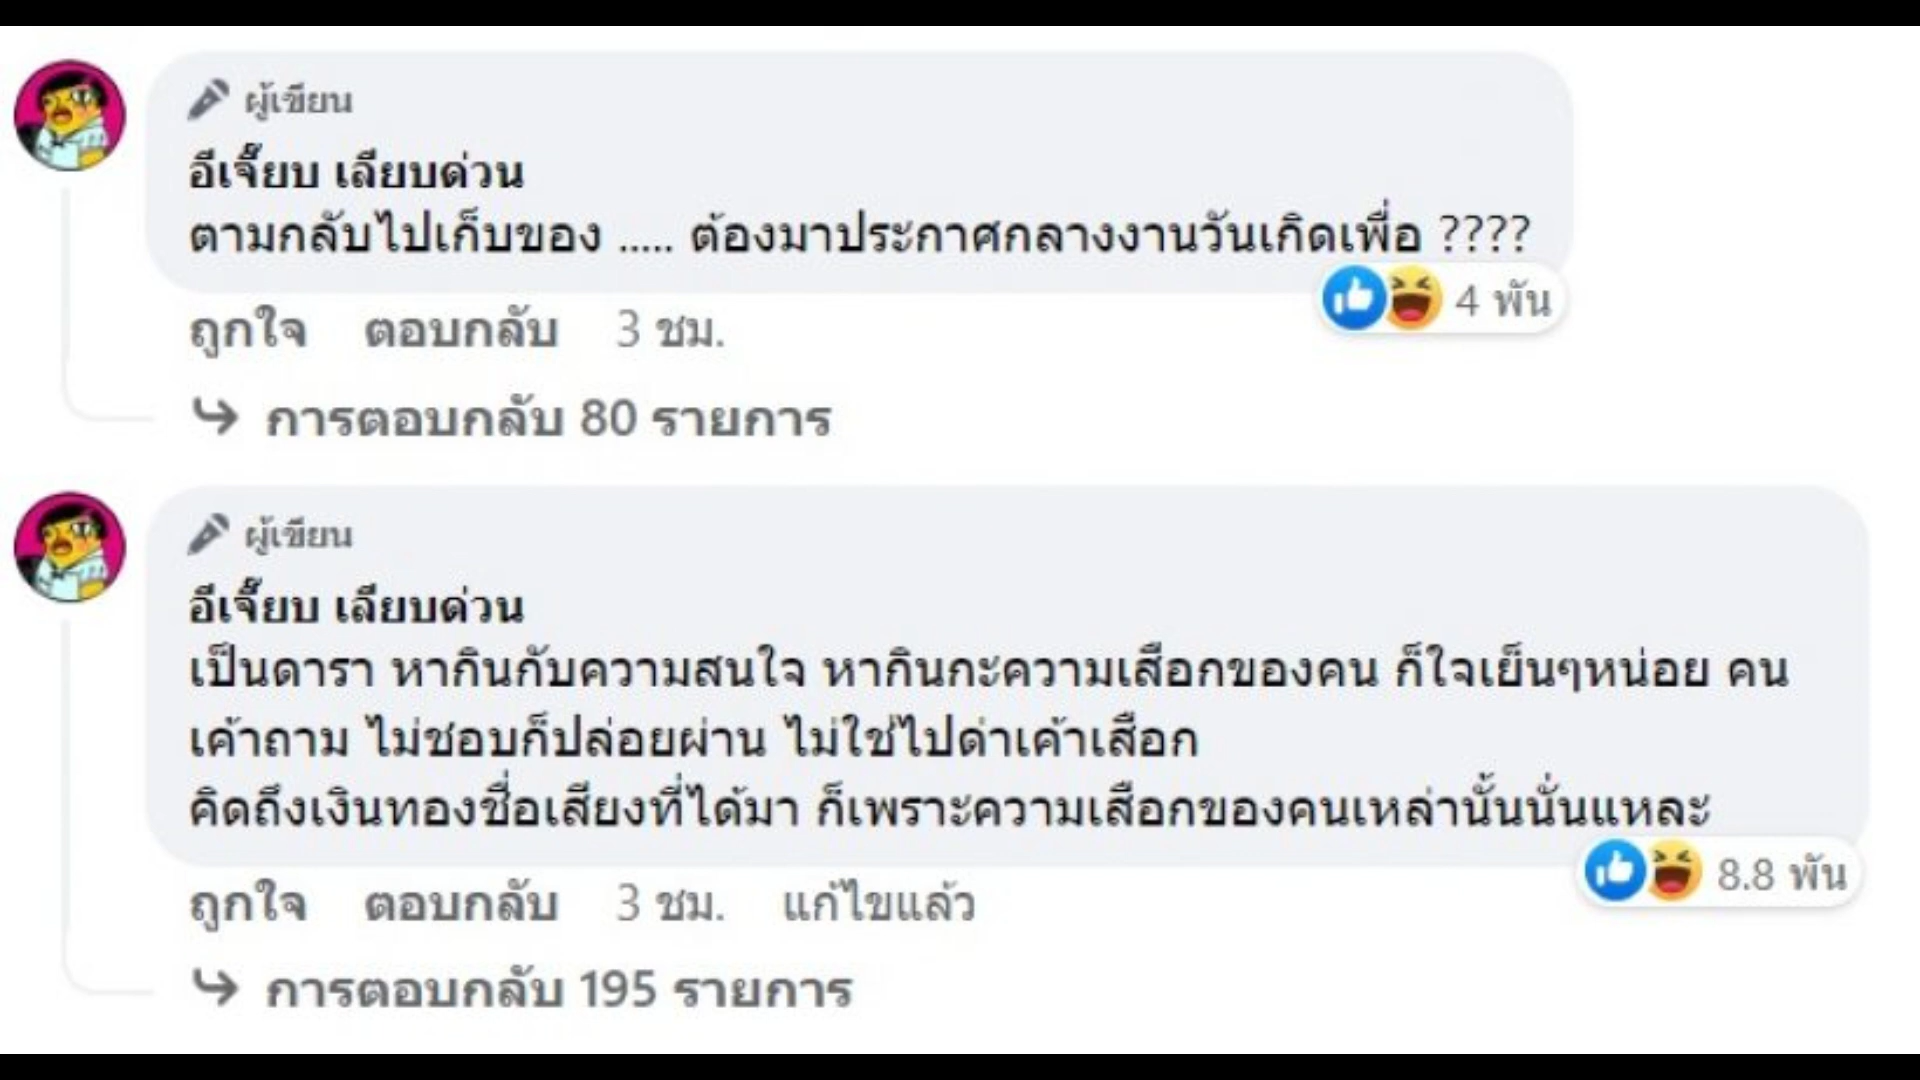 ผู้เขียน
อีเจี๊ยบ เลียบด่วน
ตามกลับไปเก็บของ ..... ต้องมาประกาศกลางงานวันเกิดเพื่อ ????
4 พัน
ถูกใจ ตอบกลับ 3 ชม.
การตอบกลับ 80 รายการ
ผู้เขียน
อีเจี๊ยบ เลียบด่วน
เป็นดารา หากินกับความสนใจ หากินกะความเสือกของคน ก็ใจเย็นๆหน่อย คน
เค้าถาม ไม่ชอบก็ปล่อยผ่าน ไม่ใช่ไปด่าเค้าเสือก
คิดถึงเงินทองชื่อเสียงที่ได้มา ก็เพราะความเสือกของคนเหล่านั้นนั่นแหละ
8.8 พัน
ถูกใจ ตอบกลับ 3 ชม. แก้ไขแล้ว
การตอบกลับ 195 รายการ